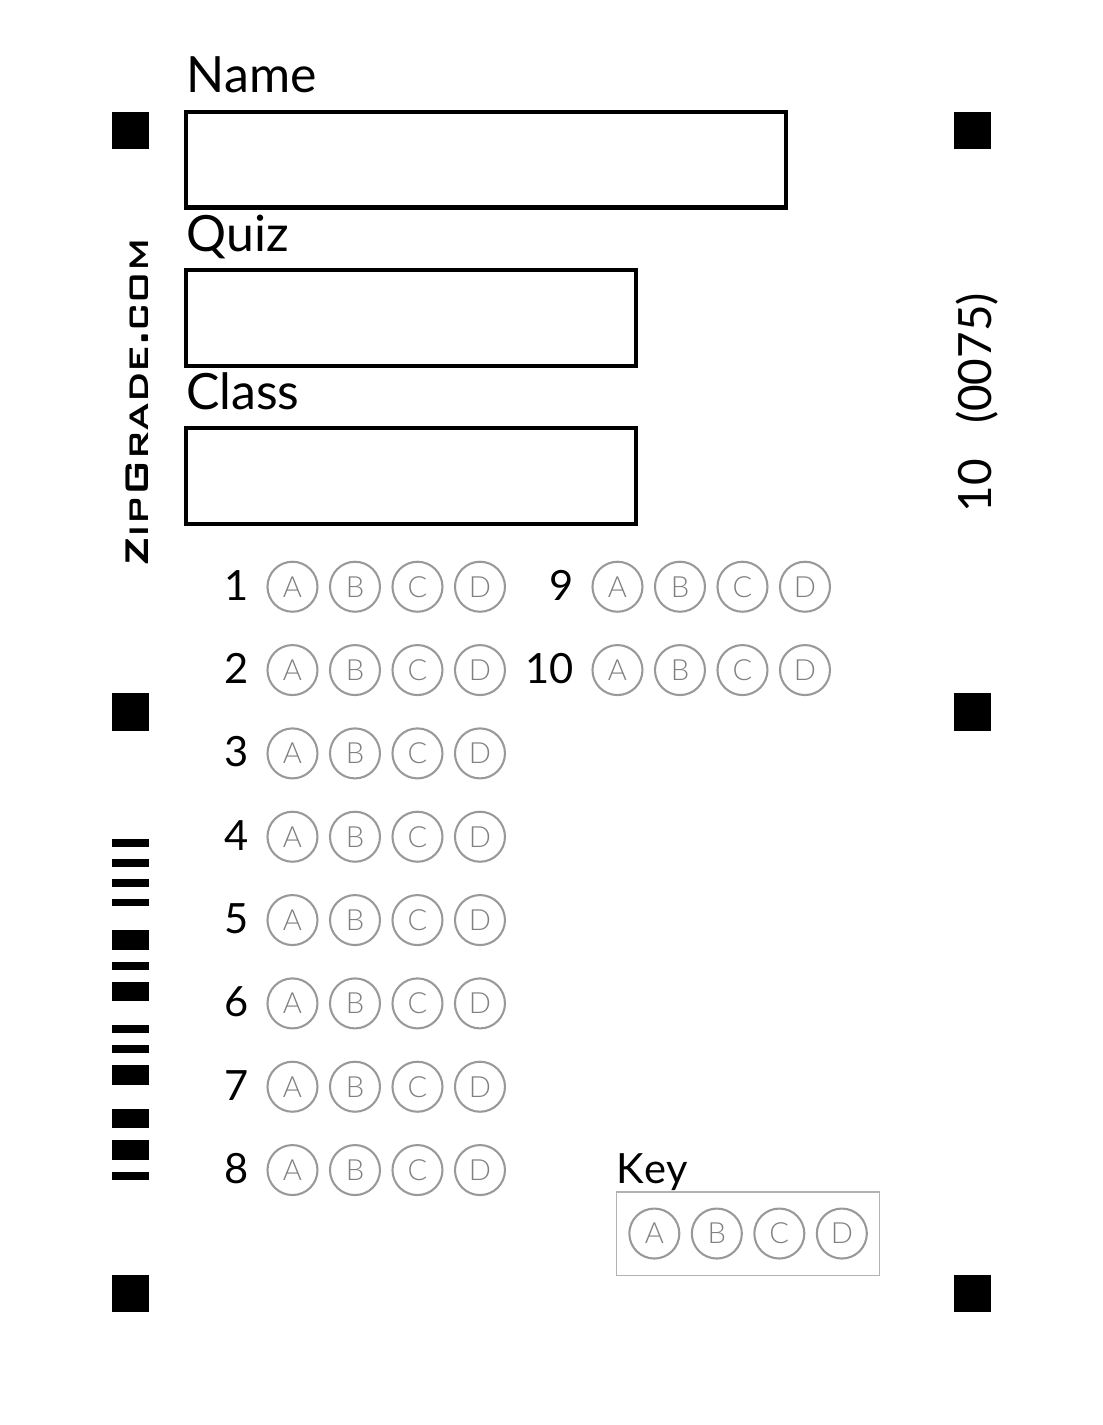 Name
Quiz
Class
ZIPGRADE.COM
10 (0075)
1 A B C D 9 A B C D
2 A B C D 10 A B C D
3 A B C D
4 A B C D
5 A B C D
6 A B C D
7 A B C D
8 A B C D
Key
A B C D